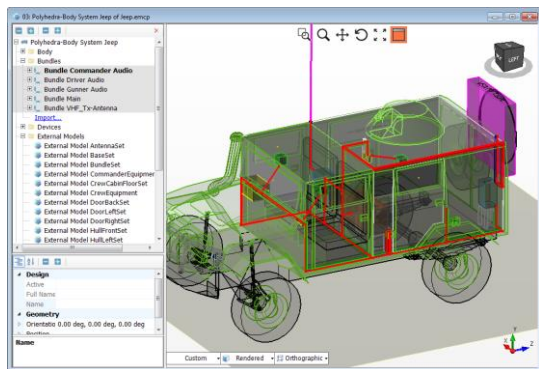 03: Polyhedra-Body System Jeep of Jeep.emcp
Polyhedra-Body System Jeep
Body
Bundles
Bundle Commander Audio
Bundle Driver Audio
Bundle Gunner Audio
Bundle Main
Bundle VHF_Tx-Antenna
Import...
Devices
External Models
External Model AntennaSet
External Model BaseSet
External Model BundleSet
External Model CommanderEquipmer
External Model CrewCabinFloorSet
External Model CrewEquipment
External Model DoorBackSet
External Model DoorLeftSet
External Model DoorRightSet
External Model HullFrontSet
External Model HullLeftSet
Design
Active
Full Name
Name
Geometry
Orientatio 0.00 deg, 0.00 deg, 0.00 deg
Position
Name
LEFT
Custom
Rendered
Orthographic
Y
X
Z